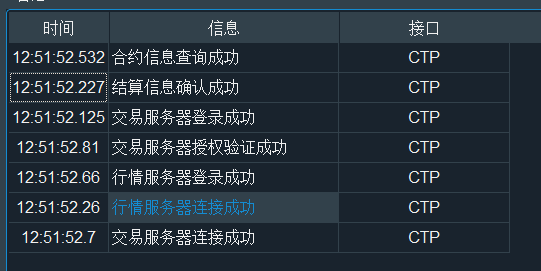 时间 信息 接口
12:51:52.532 合约信息查询成功 CTP
12:51:52.227 结算信息确认成功 CTP
12:51:52.125 交易服务器登录成功 CTP
12:51:52.81 交易服务器授权验证成功 CTP
12:51:52.66 行情服务器登录成功 CTP
12:51:52.26 行情服务器连接成功 CTP
12:51:52.7 交易服务器连接成功 CTP